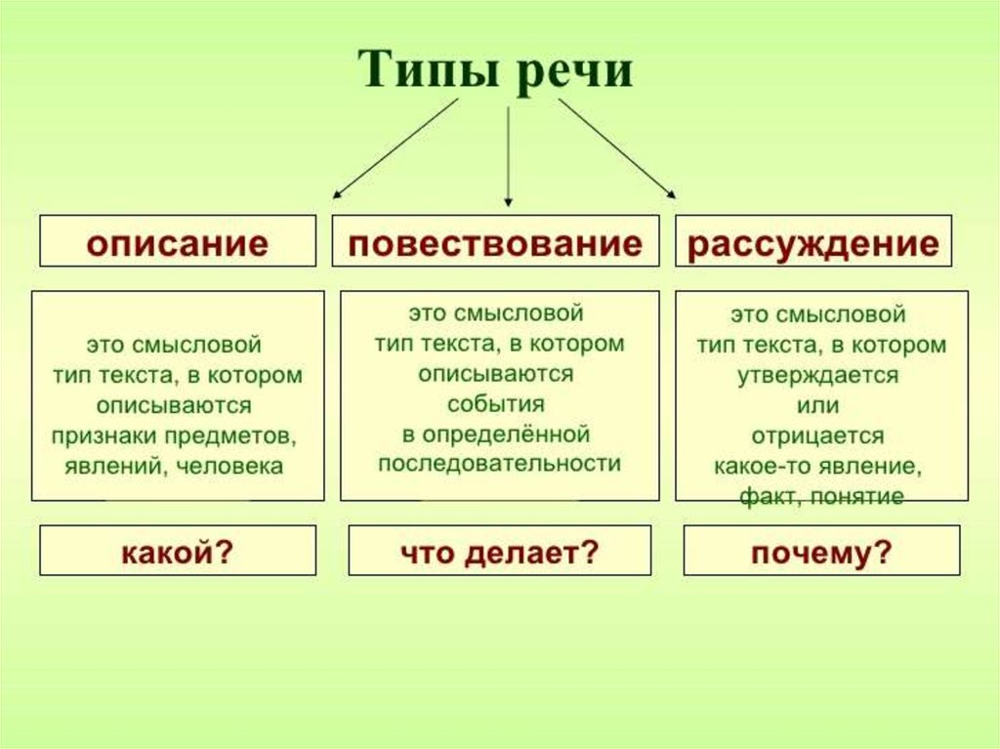 Типы речи
описание
повествование
рассуждение
это смысловой
тип текста, в котором
описываются
признаки предметов,
явлений, человека
это смысловой
тип текста, в котором
описываются
события
в определённой
последовательности
это смысловой
тип текста, в котором
утверждается
или
отрицается
какое-то явление,
факт, понятие
какой?
что делает?
почему?